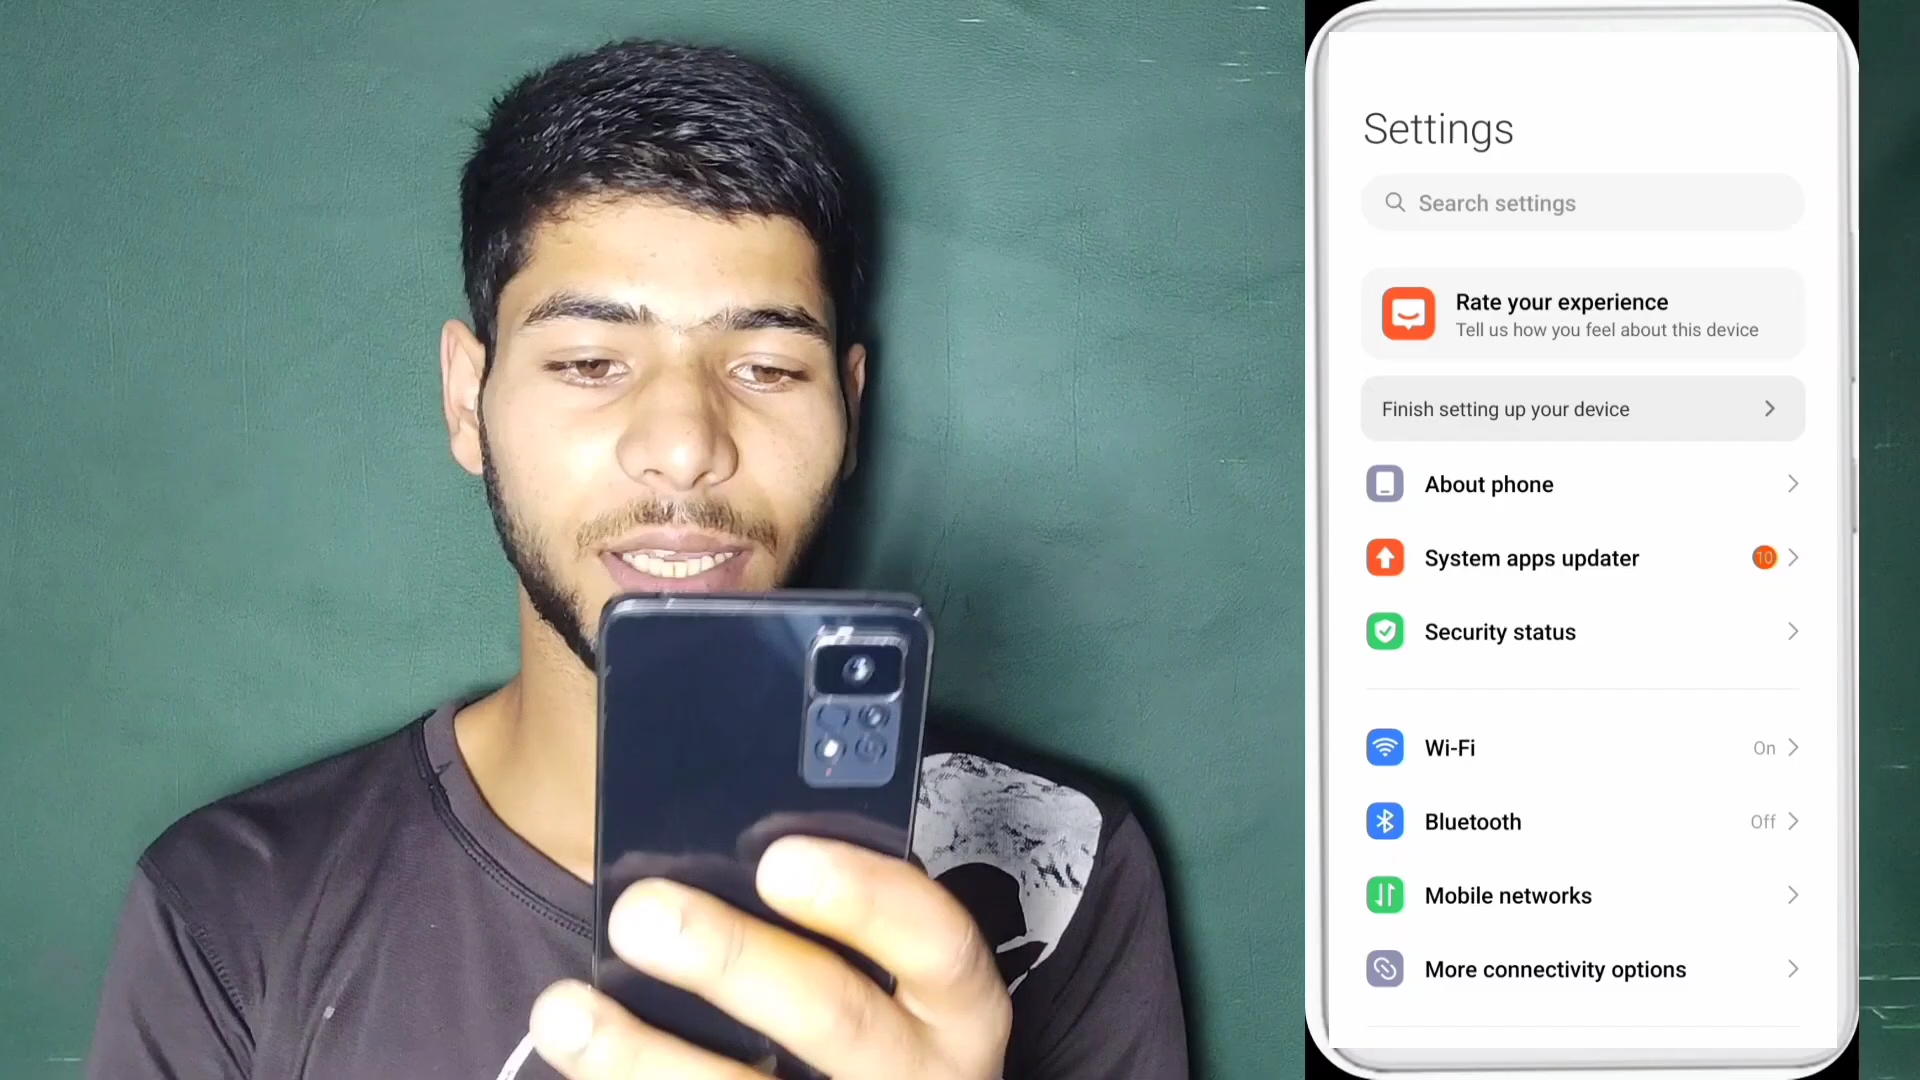 Settings
Search settings
Rate your experience
Tell us how you feel about this device
Finish setting up your device
About phone
System apps updater
10
Security status
Wi-Fi
On
Bluetooth
Off
Mobile networks
More connectivity options